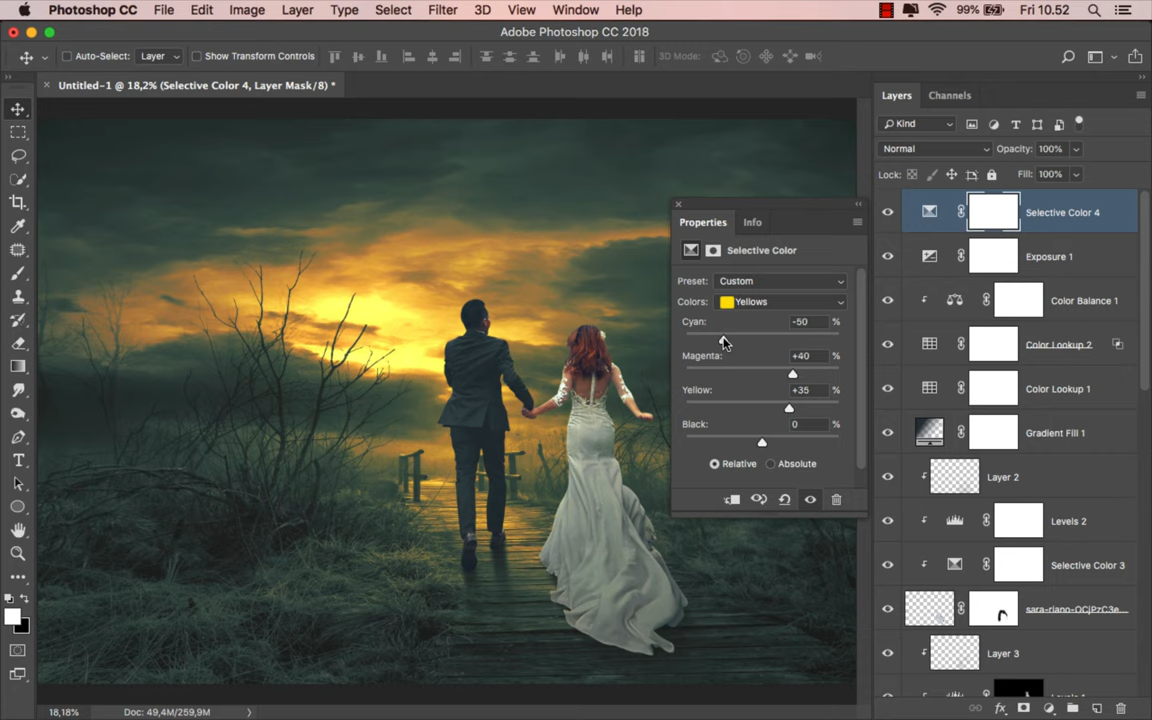 Photoshop CC File Edit Image Layer Type Select Filter 3D View Window Help 99% Fri 10.52
Adobe Photoshop CC 2018
Auto-Select: Layer Show Transform Controls 3D Mode:
× Untitled-1 @ 18,2% (Selective Color 4, Layer Mask/8) *
Layers Channels
Kind
Normal Opacity: 100%
Lock: Fill: 100%
Selective Color 4
Exposure 1
Color Balance 1
Color Lookup 2
Color Lookup 1
Gradient Fill 1
Layer 2
Levels 2
Selective Color 3
sara-riano-OCjPzC3e...
Layer 3
Properties Info
Selective Color
Preset: Custom
Colors: Yellows
Cyan: -50 %
Magenta: +40 %
Yellow: +35 %
Black: 0 %
Relative Absolute
18,18% Doc: 49,4M/259,9M